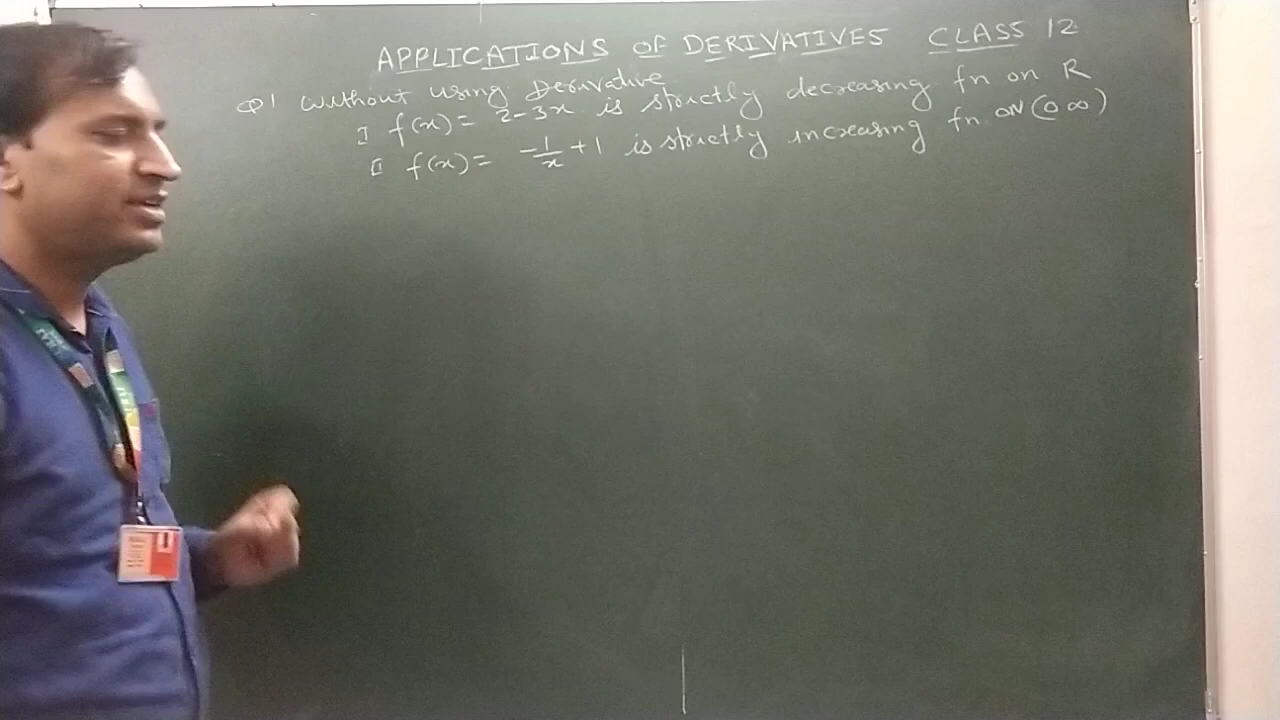 APPLICATIONS OF DERIVATIVES CLASS 12
Q1 Without using Derivative
I f(x) = 2-3x is strictly decreasing fn on R
II f(x) = -1/x + 1 is strictly increasing fn ON (0 ∞)